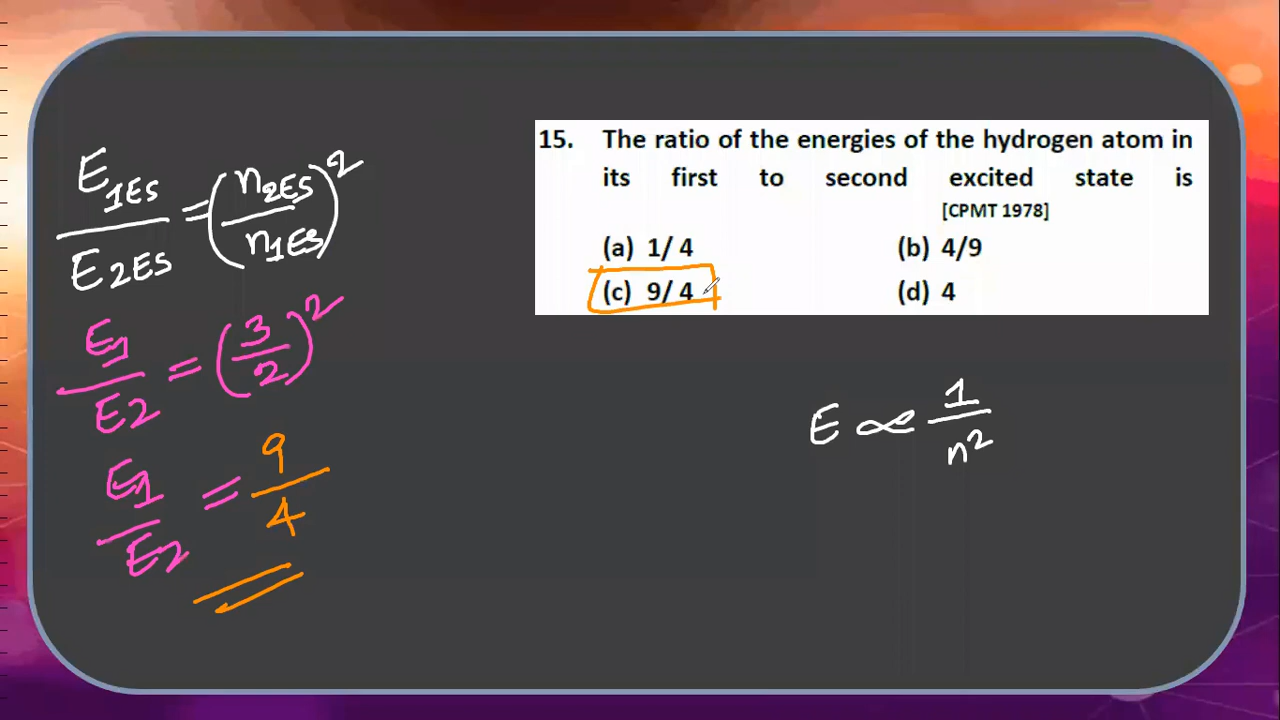 E1ES / E2ES = (n2ES / n1ES)²
E1 / E2 = (3/2)²
E1 / E2 = 9/4
15. The ratio of the energies of the hydrogen atom in
its first to second excited state is
[CPMT 1978]
(a) 1/ 4 (b) 4/9
(c) 9/ 4 (d) 4
E ∝ 1/n²